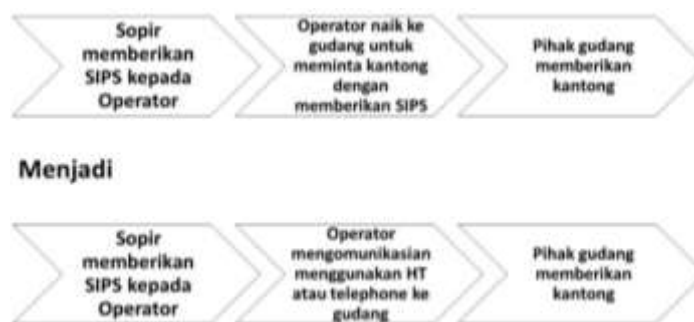 Sopir
memberikan
SIPS kepada
Operator
Operator naik ke
gudang untuk
meminta kantong
dengan
memberikan SIPS
Pihak gudang
memberikan
kantong
Menjadi
Sopir
memberikan
SIPS kepada
Operator
Operator
mengomunikasian
menggunakan HT
atau telephone ke
gudang
Pihak gudang
memberikan
kantong